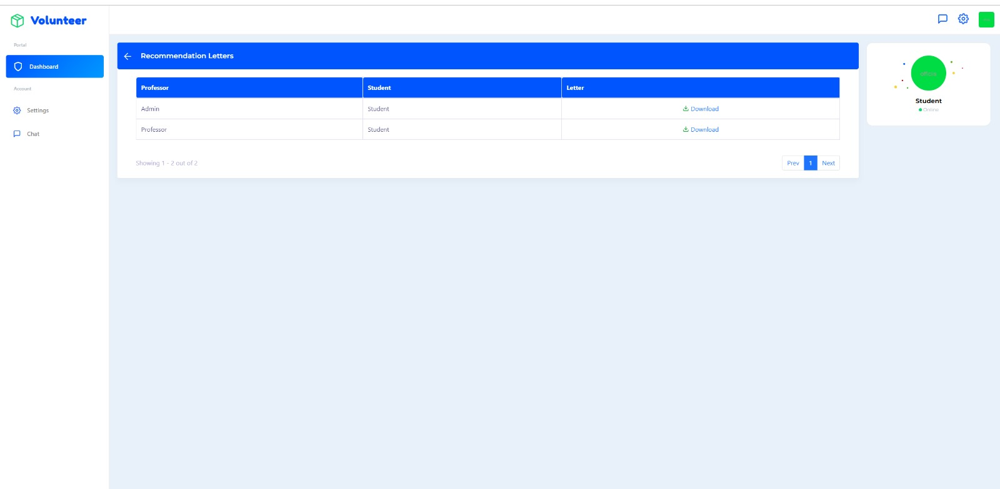 Volunteer
Portal
Dashboard
Account
Settings
Chat
Recommendation Letters
Professor Student Letter
Admin Student Download
Professor Student Download
Showing 1 - 2 out of 2
Prev 1 Next
official
Student
Online